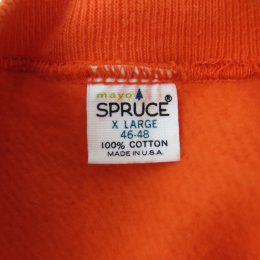 mayo
SPRUCE®
X LARGE
46-48
100% COTTON
MADE IN U.S.A.